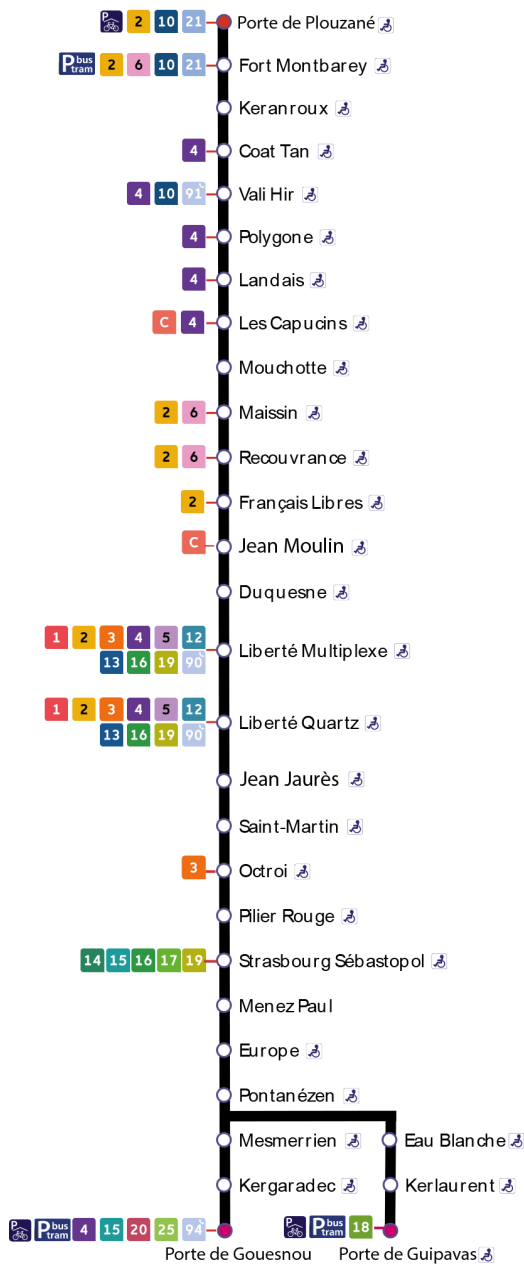 P 2 10 21 Porte de Plouzané
P bus tram 2 6 10 21 Fort Montbarey
Keranroux
4 Coat Tan
4 10 91 Vali Hir
4 Polygone
4 Landais
C 4 Les Capucins
Mouchotte
2 6 Maissin
2 6 Recouvrance
2 Français Libres
C Jean Moulin
Duquesne
1 2 3 4 5 12
13 16 19 90 Liberté Multiplexe
1 2 3 4 5 12
13 16 19 90 Liberté Quartz
Jean Jaurès
Saint-Martin
3 Octroi
Pilier Rouge
14 15 16 17 19 Strasbourg Sébastopol
Menez Paul
Europe
Pontanézen
Mesmerrien Eau Blanche
Kergaradec Kerlaurent
P P bus tram 4 15 20 25 94 P P bus tram 18
Porte de Gouesnou Porte de Guipavas